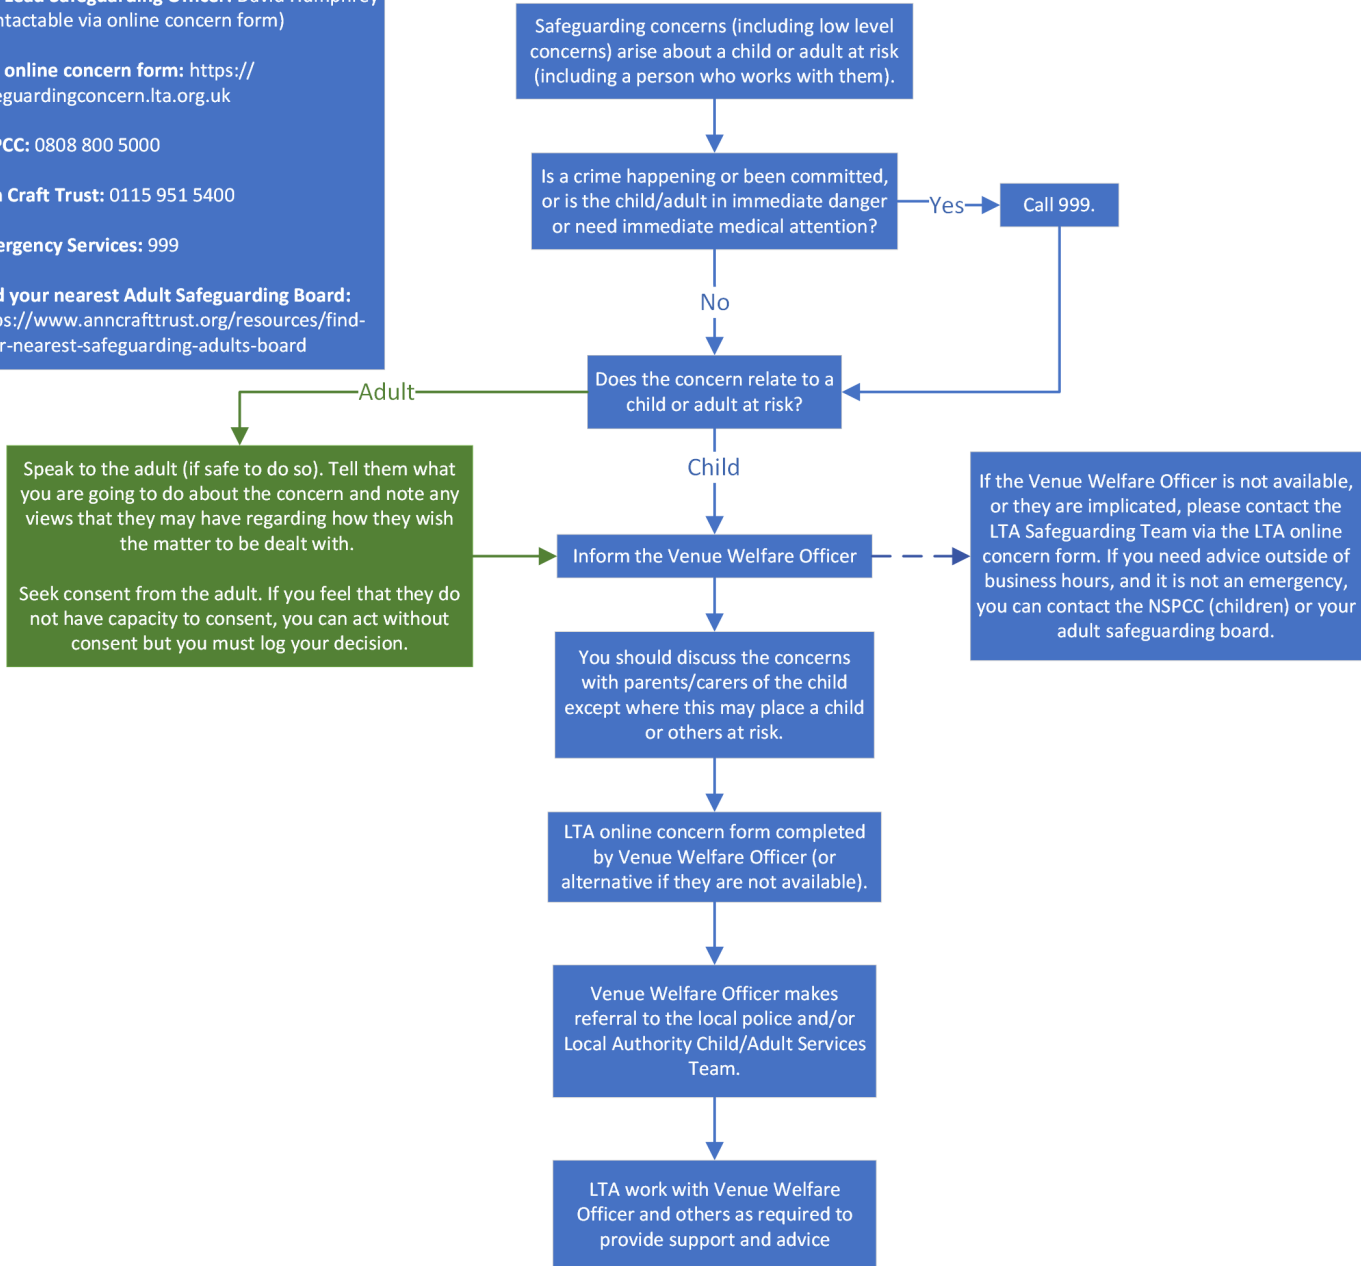 Lead Safeguarding Officer: David Humphrey
ntactable via online concern form)
online concern form: https://
eguardingconcern.lta.org.uk
PCC: 0808 800 5000
Craft Trust: 0115 951 5400
ergency Services: 999
d your nearest Adult Safeguarding Board:
ps://www.anncrafttrust.org/resources/find-
r-nearest-safeguarding-adults-board
Safeguarding concerns (including low level
concerns) arise about a child or adult at risk
(including a person who works with them).
Is a crime happening or been committed,
or is the child/adult in immediate danger
or need immediate medical attention?
Yes
Call 999.
No
Does the concern relate to a
child or adult at risk?
Adult
Child
Speak to the adult (if safe to do so). Tell them what
you are going to do about the concern and note any
views that they may have regarding how they wish
the matter to be dealt with.
Seek consent from the adult. If you feel that they do
not have capacity to consent, you can act without
consent but you must log your decision.
Inform the Venue Welfare Officer
If the Venue Welfare Officer is not available,
or they are implicated, please contact the
LTA Safeguarding Team via the LTA online
concern form. If you need advice outside of
business hours, and it is not an emergency,
you can contact the NSPCC (children) or your
adult safeguarding board.
You should discuss the concerns
with parents/carers of the child
except where this may place a child
or others at risk.
LTA online concern form completed
by Venue Welfare Officer (or
alternative if they are not available).
Venue Welfare Officer makes
referral to the local police and/or
Local Authority Child/Adult Services
Team.
LTA work with Venue Welfare
Officer and others as required to
provide support and advice